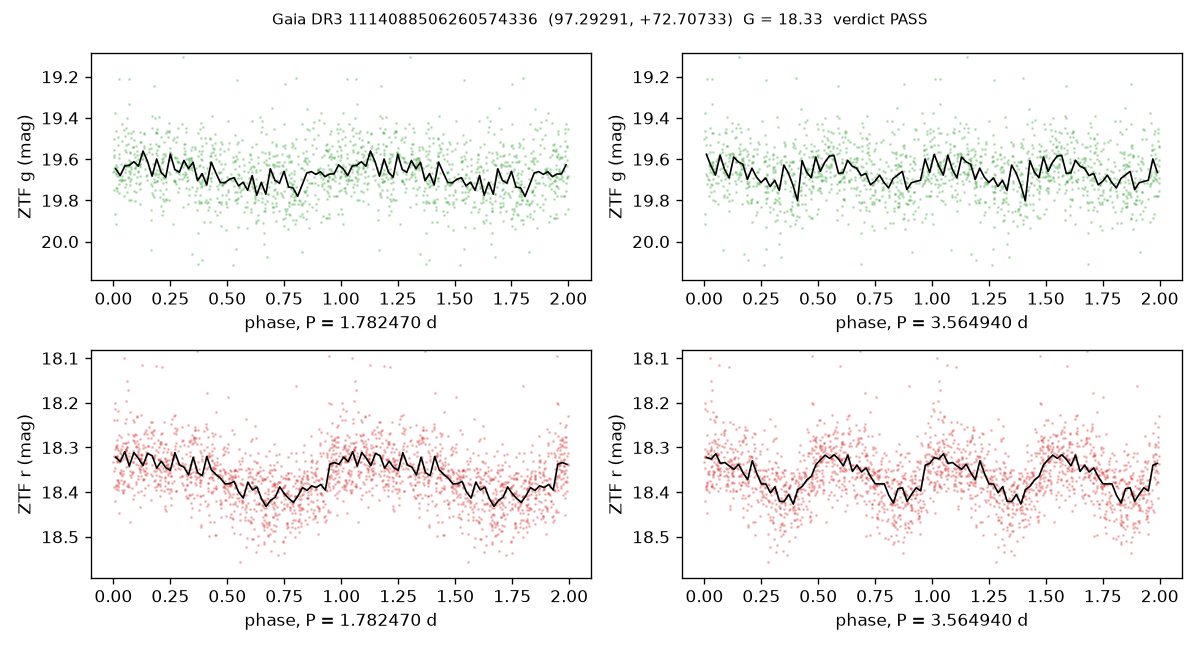 Gaia DR3 1114088506260574336 (97.29291, +72.70733) G = 18.33 verdict PASS
ZTF g (mag)
19.2
19.4
19.6
19.8
20.0
0.00 0.25 0.50 0.75 1.00 1.25 1.50 1.75 2.00
phase, P = 1.782470 d
ZTF g (mag)
19.2
19.4
19.6
19.8
20.0
0.00 0.25 0.50 0.75 1.00 1.25 1.50 1.75 2.00
phase, P = 3.564940 d
ZTF r (mag)
18.1
18.2
18.3
18.4
18.5
0.00 0.25 0.50 0.75 1.00 1.25 1.50 1.75 2.00
phase, P = 1.782470 d
ZTF r (mag)
18.1
18.2
18.3
18.4
18.5
0.00 0.25 0.50 0.75 1.00 1.25 1.50 1.75 2.00
phase, P = 3.564940 d